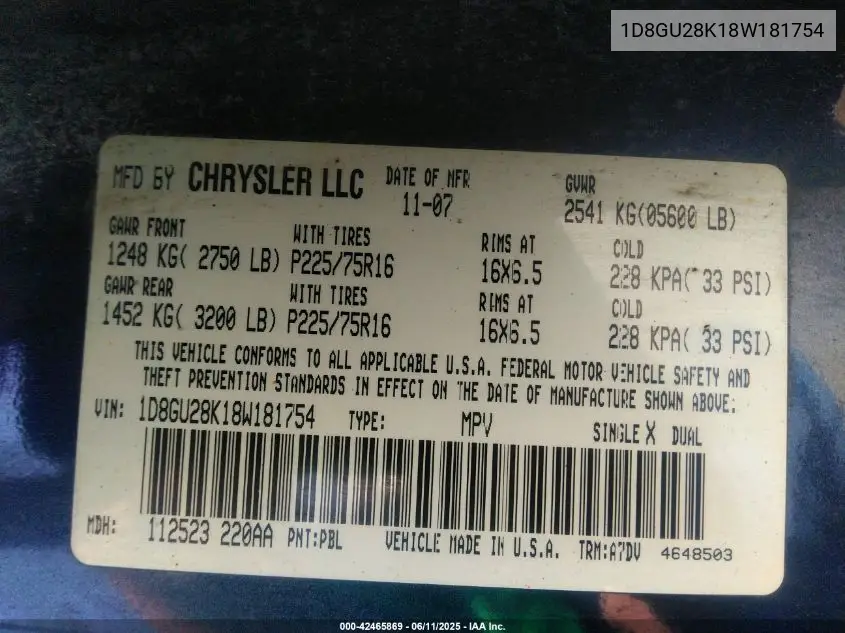 1D8GU28K18W181754
MFD BY CHRYSLER LLC DATE OF MFR GVWR
11-07 2541 KG(05600 LB)
GAWR FRONT WITH TIRES RIMS AT COLD
1248 KG( 2750 LB) P225/75R16 16X6.5 228 KPA( 33 PSI)
GAWR REAR WITH TIRES RIMS AT COLD
1452 KG( 3200 LB) P225/75R16 16X6.5 228 KPA( 33 PSI)
THIS VEHICLE CONFORMS TO ALL APPLICABLE U.S.A. FEDERAL MOTOR VEHICLE SAFETY AND
THEFT PREVENTION STANDARDS IN EFFECT ON THE DATE OF MANUFACTURE SHOWN ABOVE:
VIN: 1D8GU28K18W181754 TYPE: MPV SINGLE X DUAL
MDH: 112523 220AA PNT:PBL VEHICLE MADE IN U.S.A. TRM:A7DV 4648503
000-42465869 - 06/11/2025 - IAA Inc.